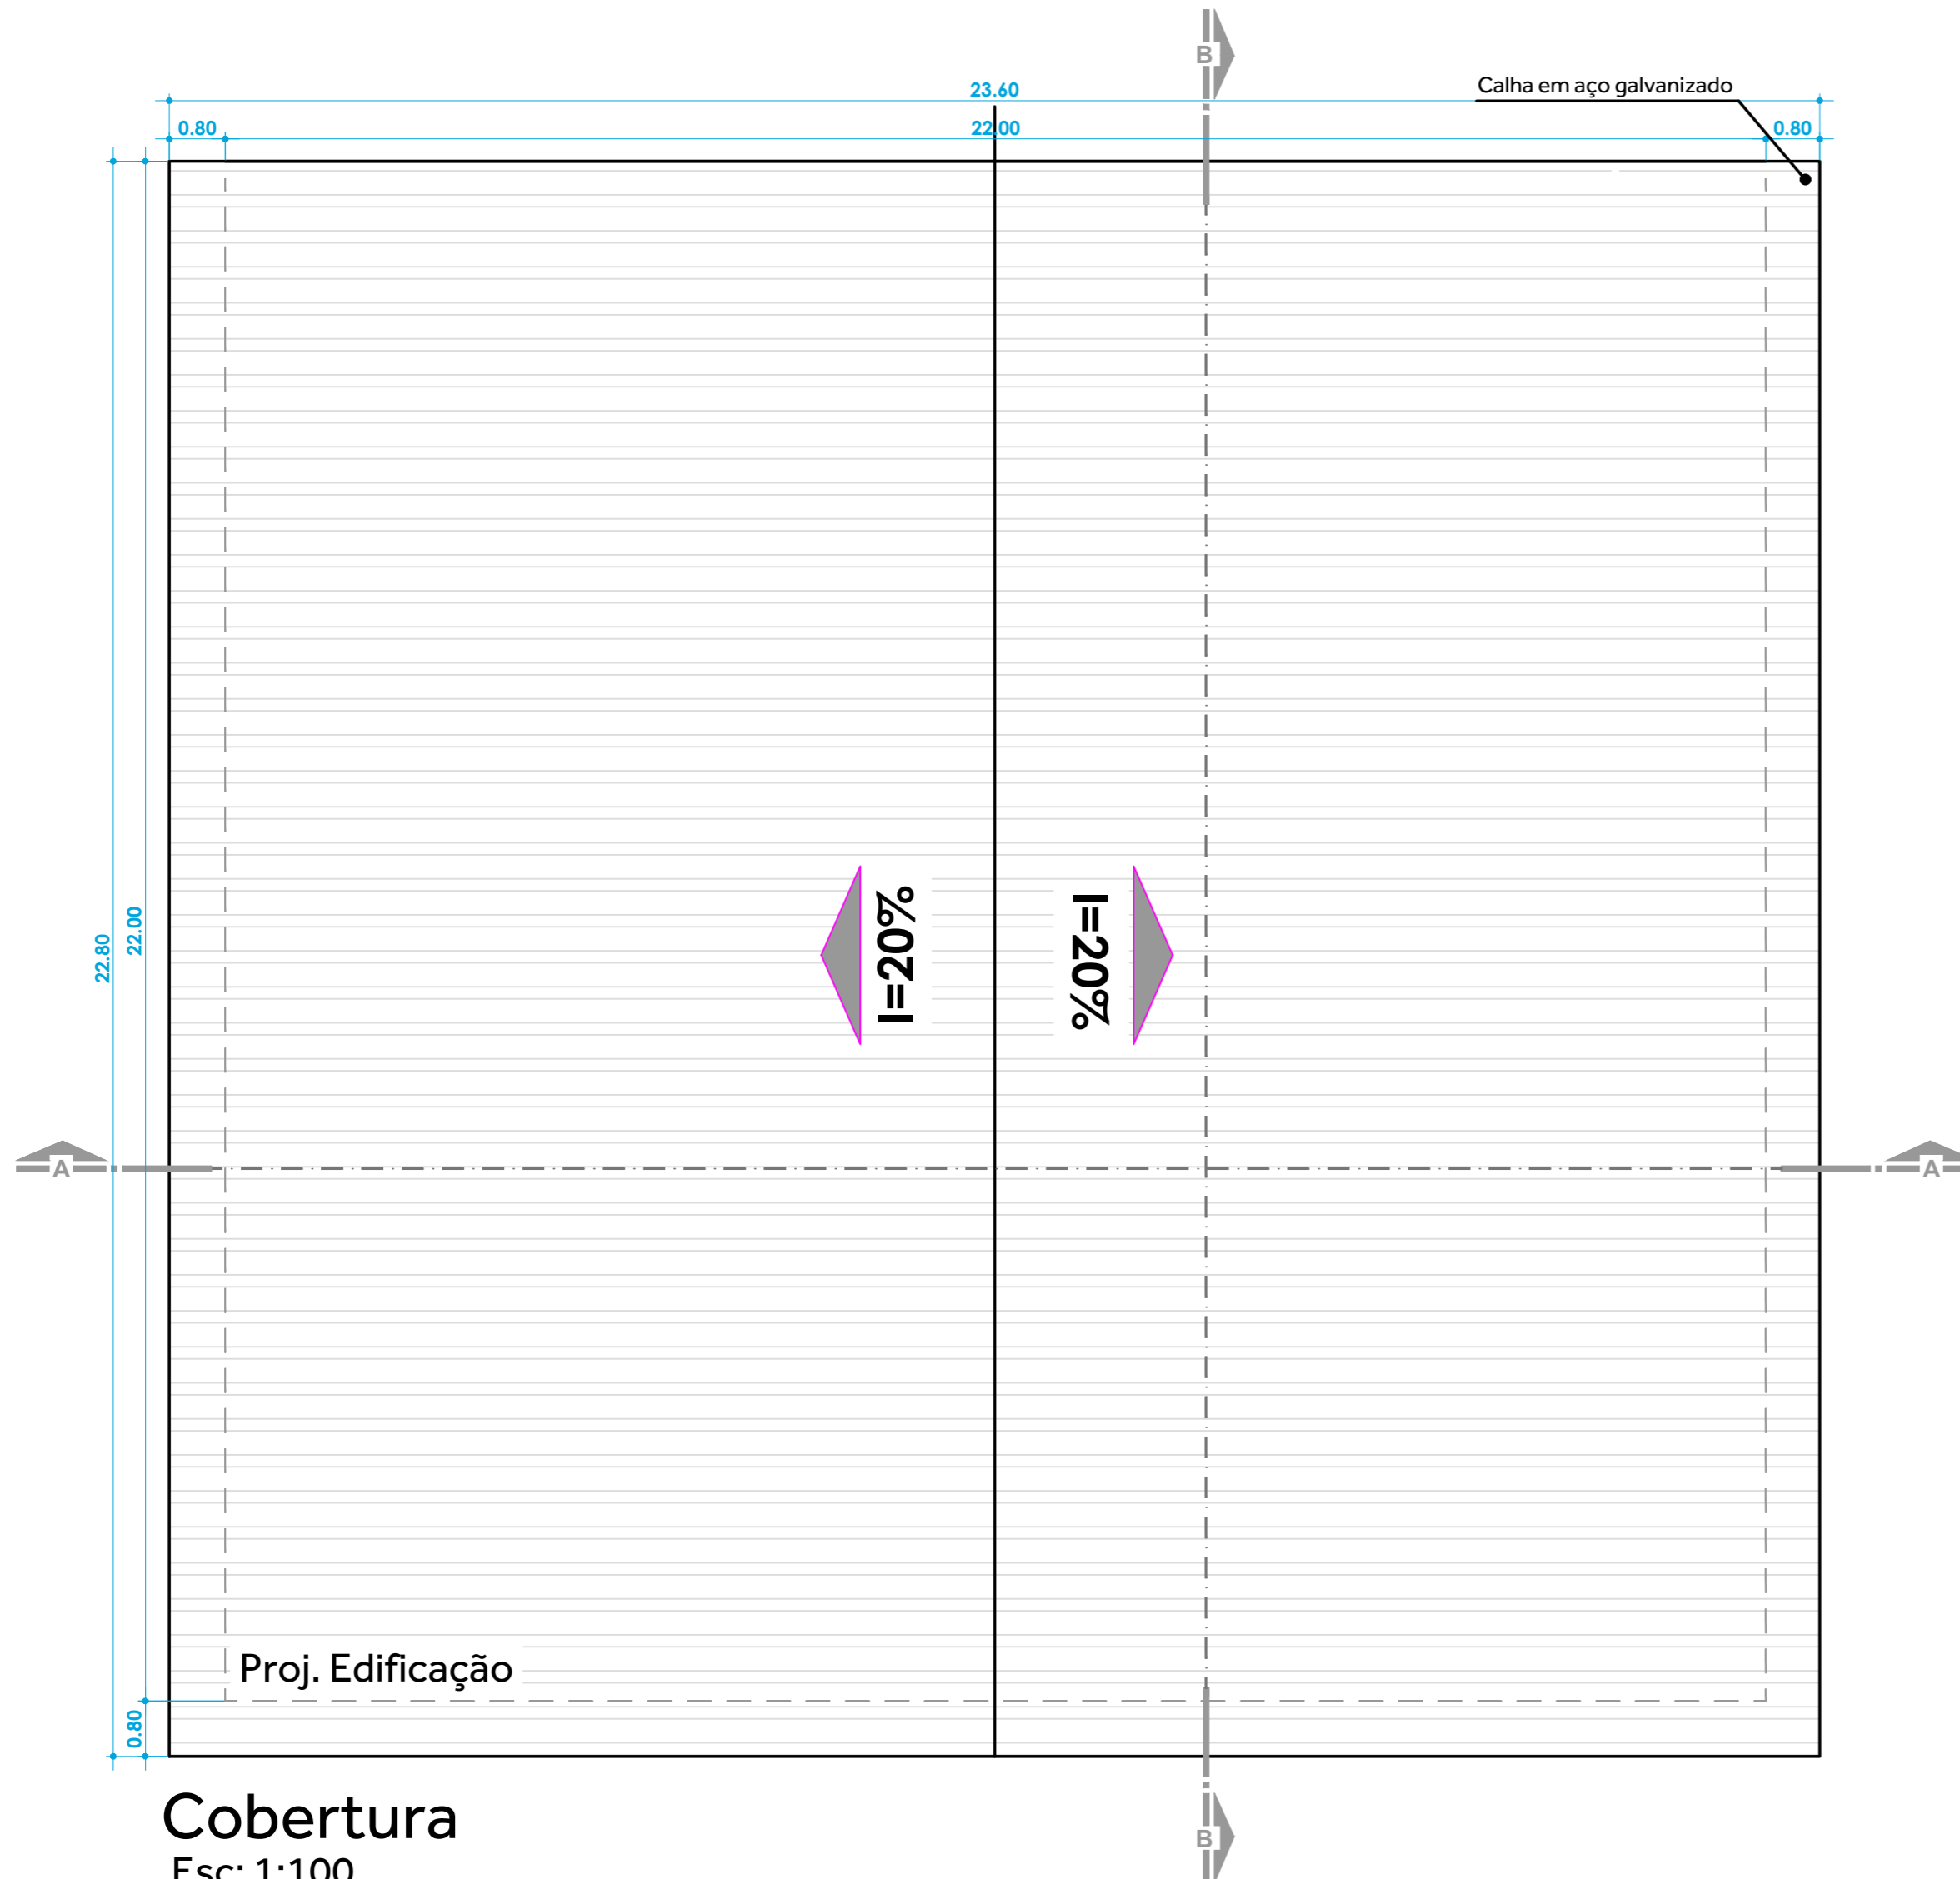 B
23.60
Calha em aço galvanizado
0.80
22.00
0.80
22.80
22.00
I=20%
I=20%
A
A
Proj. Edificação
0.80
Cobertura
Esc: 1:100
B